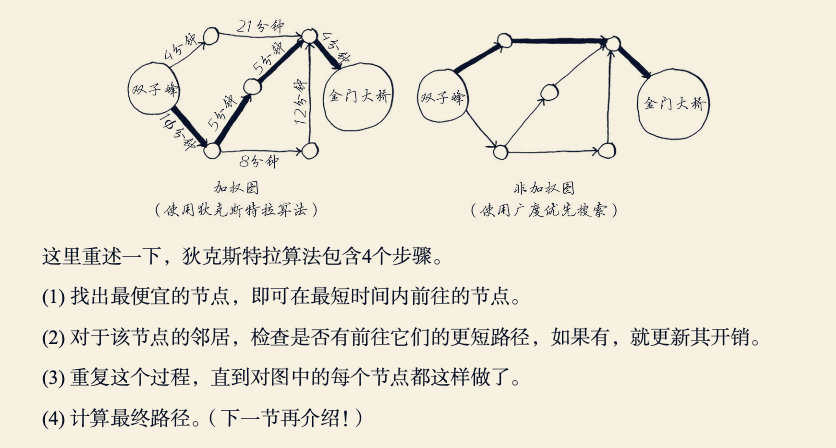 21分钟
4分钟
4分钟
5分钟
双子峰
金门大桥
5分钟
12分钟
8分钟
加权图
(使用狄克斯特拉算法)
双子峰
金门大桥
非加权图
(使用广度优先搜索)
这里重述一下，狄克斯特拉算法包含4个步骤。
(1) 找出最便宜的节点，即可在最短时间内前往的节点。
(2) 对于该节点的邻居，检查是否有前往它们的更短路径，如果有，就更新其开销。
(3) 重复这个过程，直到对图中的每个节点都这样做了。
(4) 计算最终路径。(下一节再介绍！)